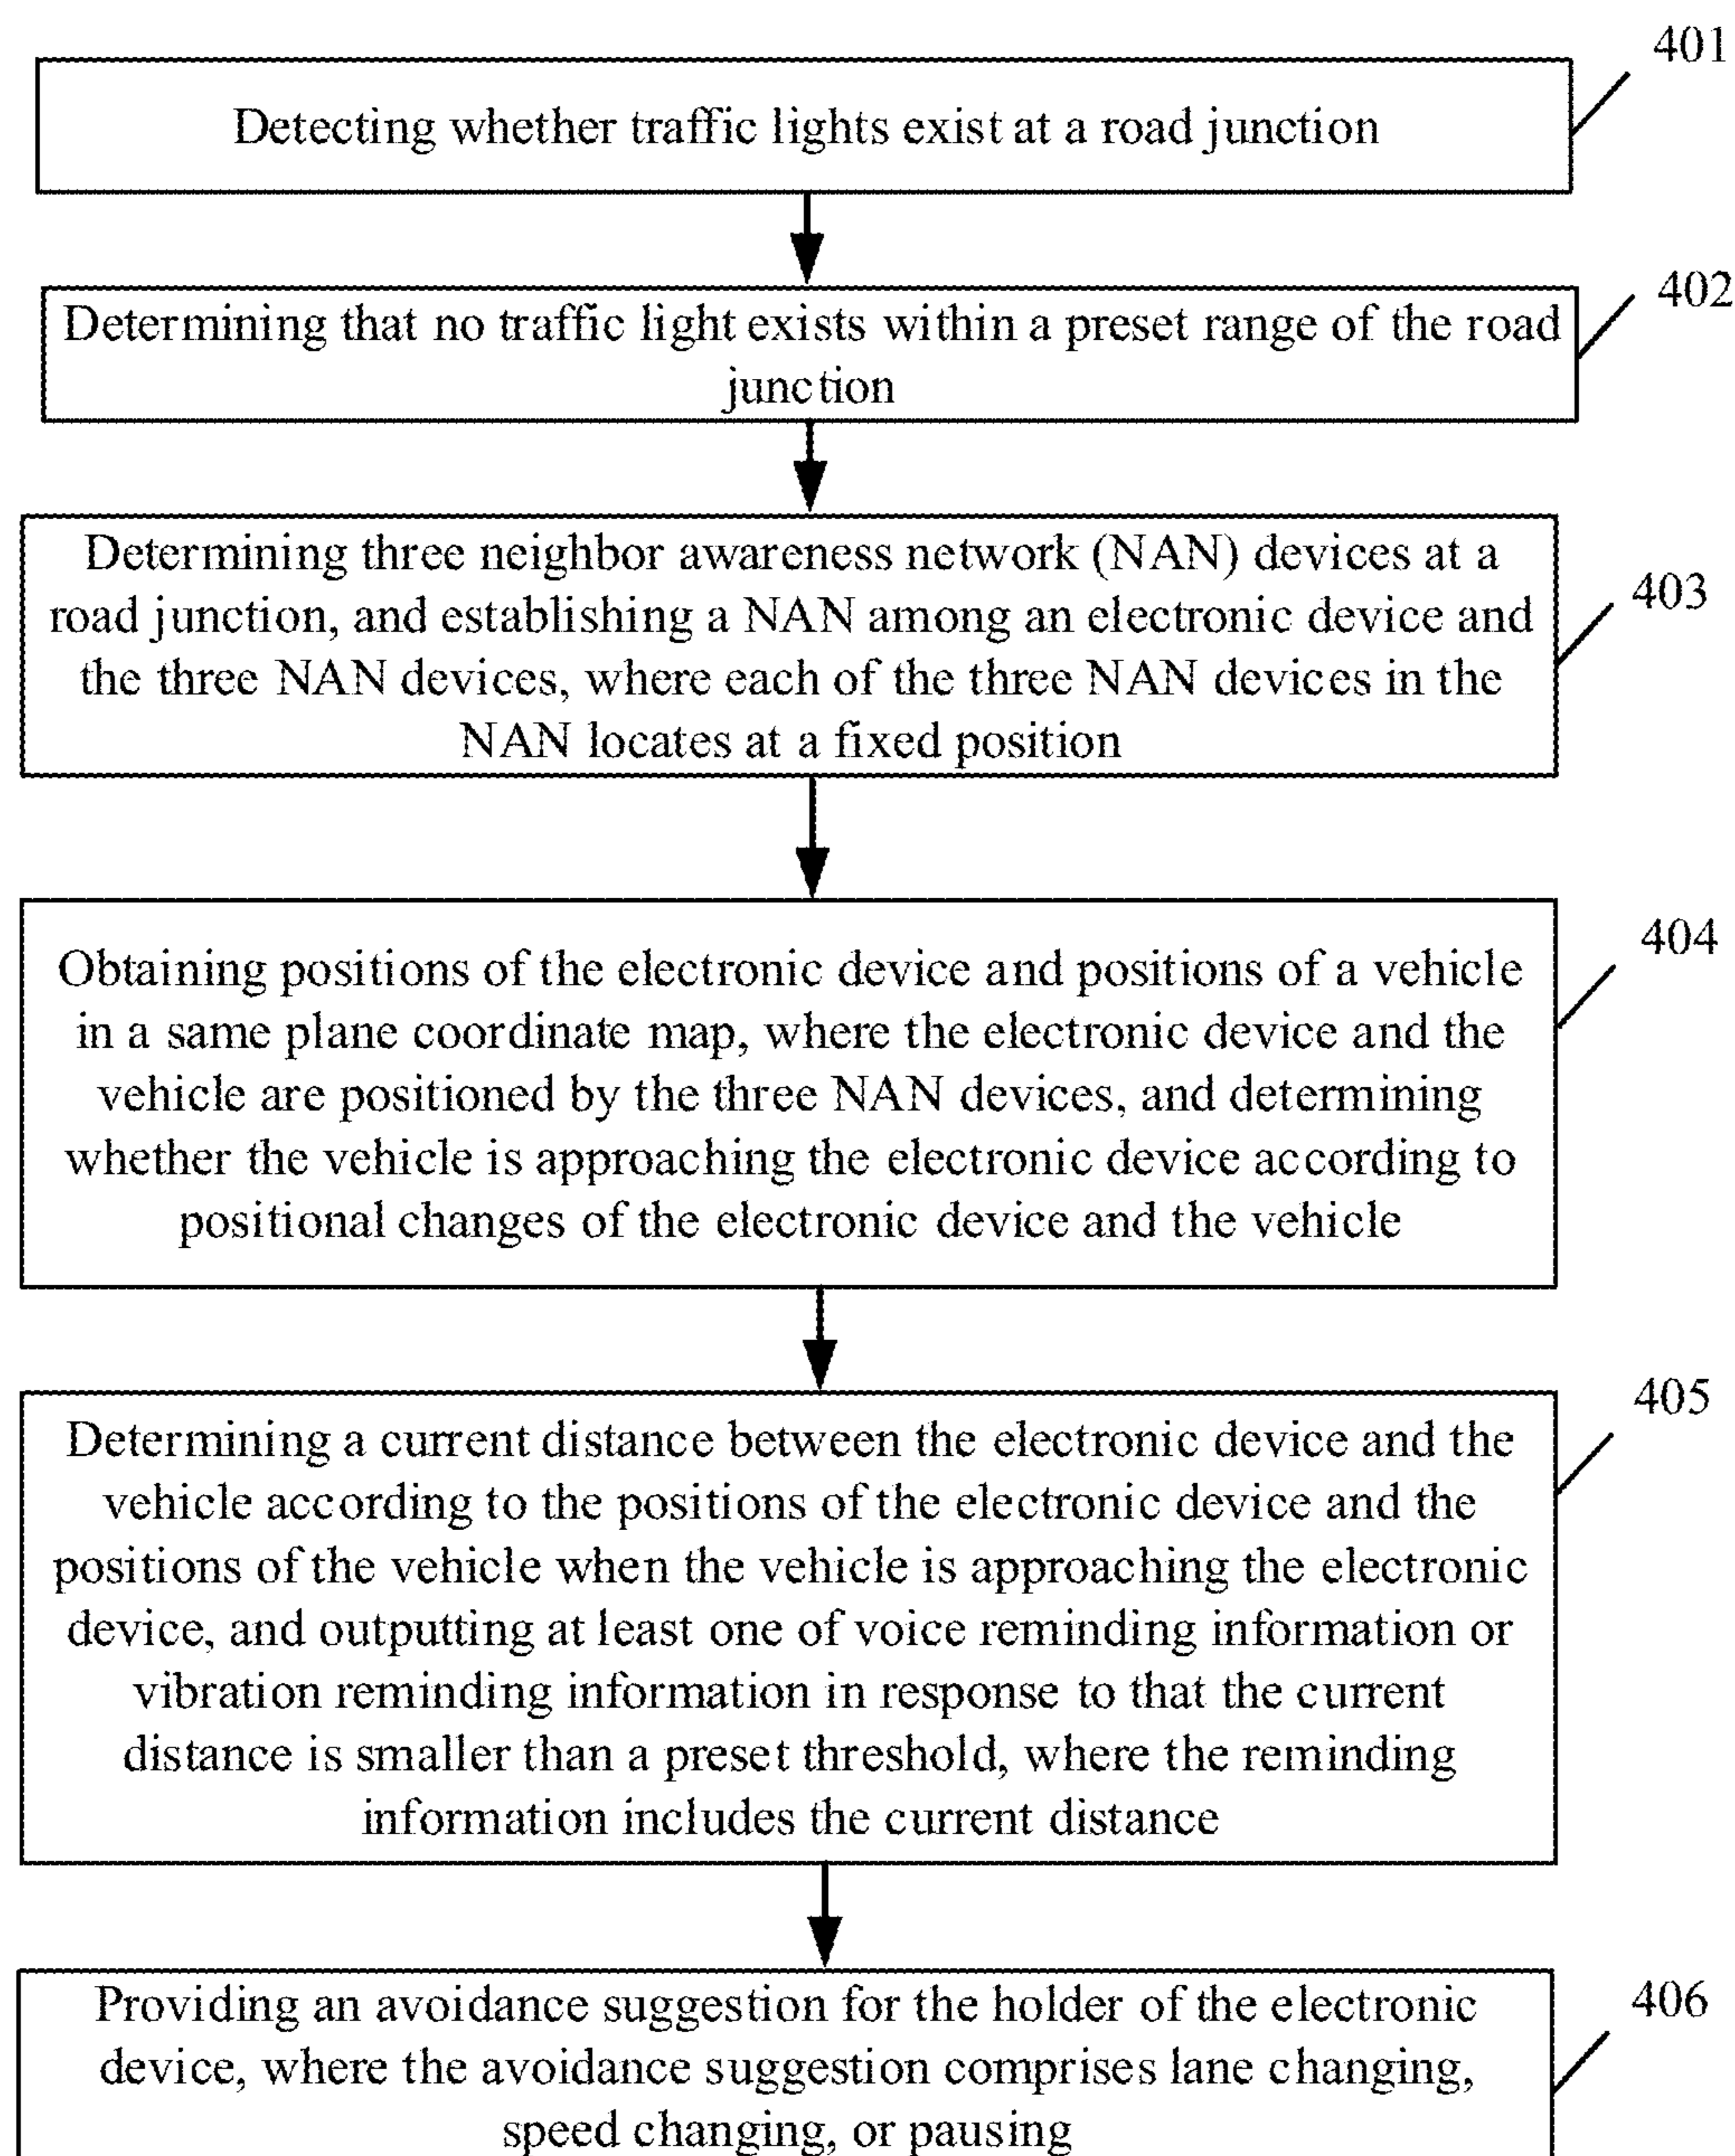 401
Detecting whether traffic lights exist at a road junction
402
Determining that no traffic light exists within a preset range of the road
junction
Determining three neighbor awareness network (NAN) devices at a
road junction, and establishing a NAN among an electronic device and
the three NAN devices, where each of the three NAN devices in the
NAN locates at a fixed position
403
404
Obtaining positions of the electronic device and positions of a vehicle
in a same plane coordinate map, where the electronic device and the
vehicle are positioned by the three NAN devices, and determining
whether the vehicle is approaching the electronic device according to
positional changes of the electronic device and the vehicle
405
Determining a current distance between the electronic device and the
vehicle according to the positions of the electronic device and the
positions of the vehicle when the vehicle is approaching the electronic
device, and outputting at least one of voice reminding information or
vibration reminding information in response to that the current
distance is smaller than a preset threshold, where the reminding
information includes the current distance
406
Providing an avoidance suggestion for the holder of the electronic
device, where the avoidance suggestion comprises lane changing,
speed changing, or pausing